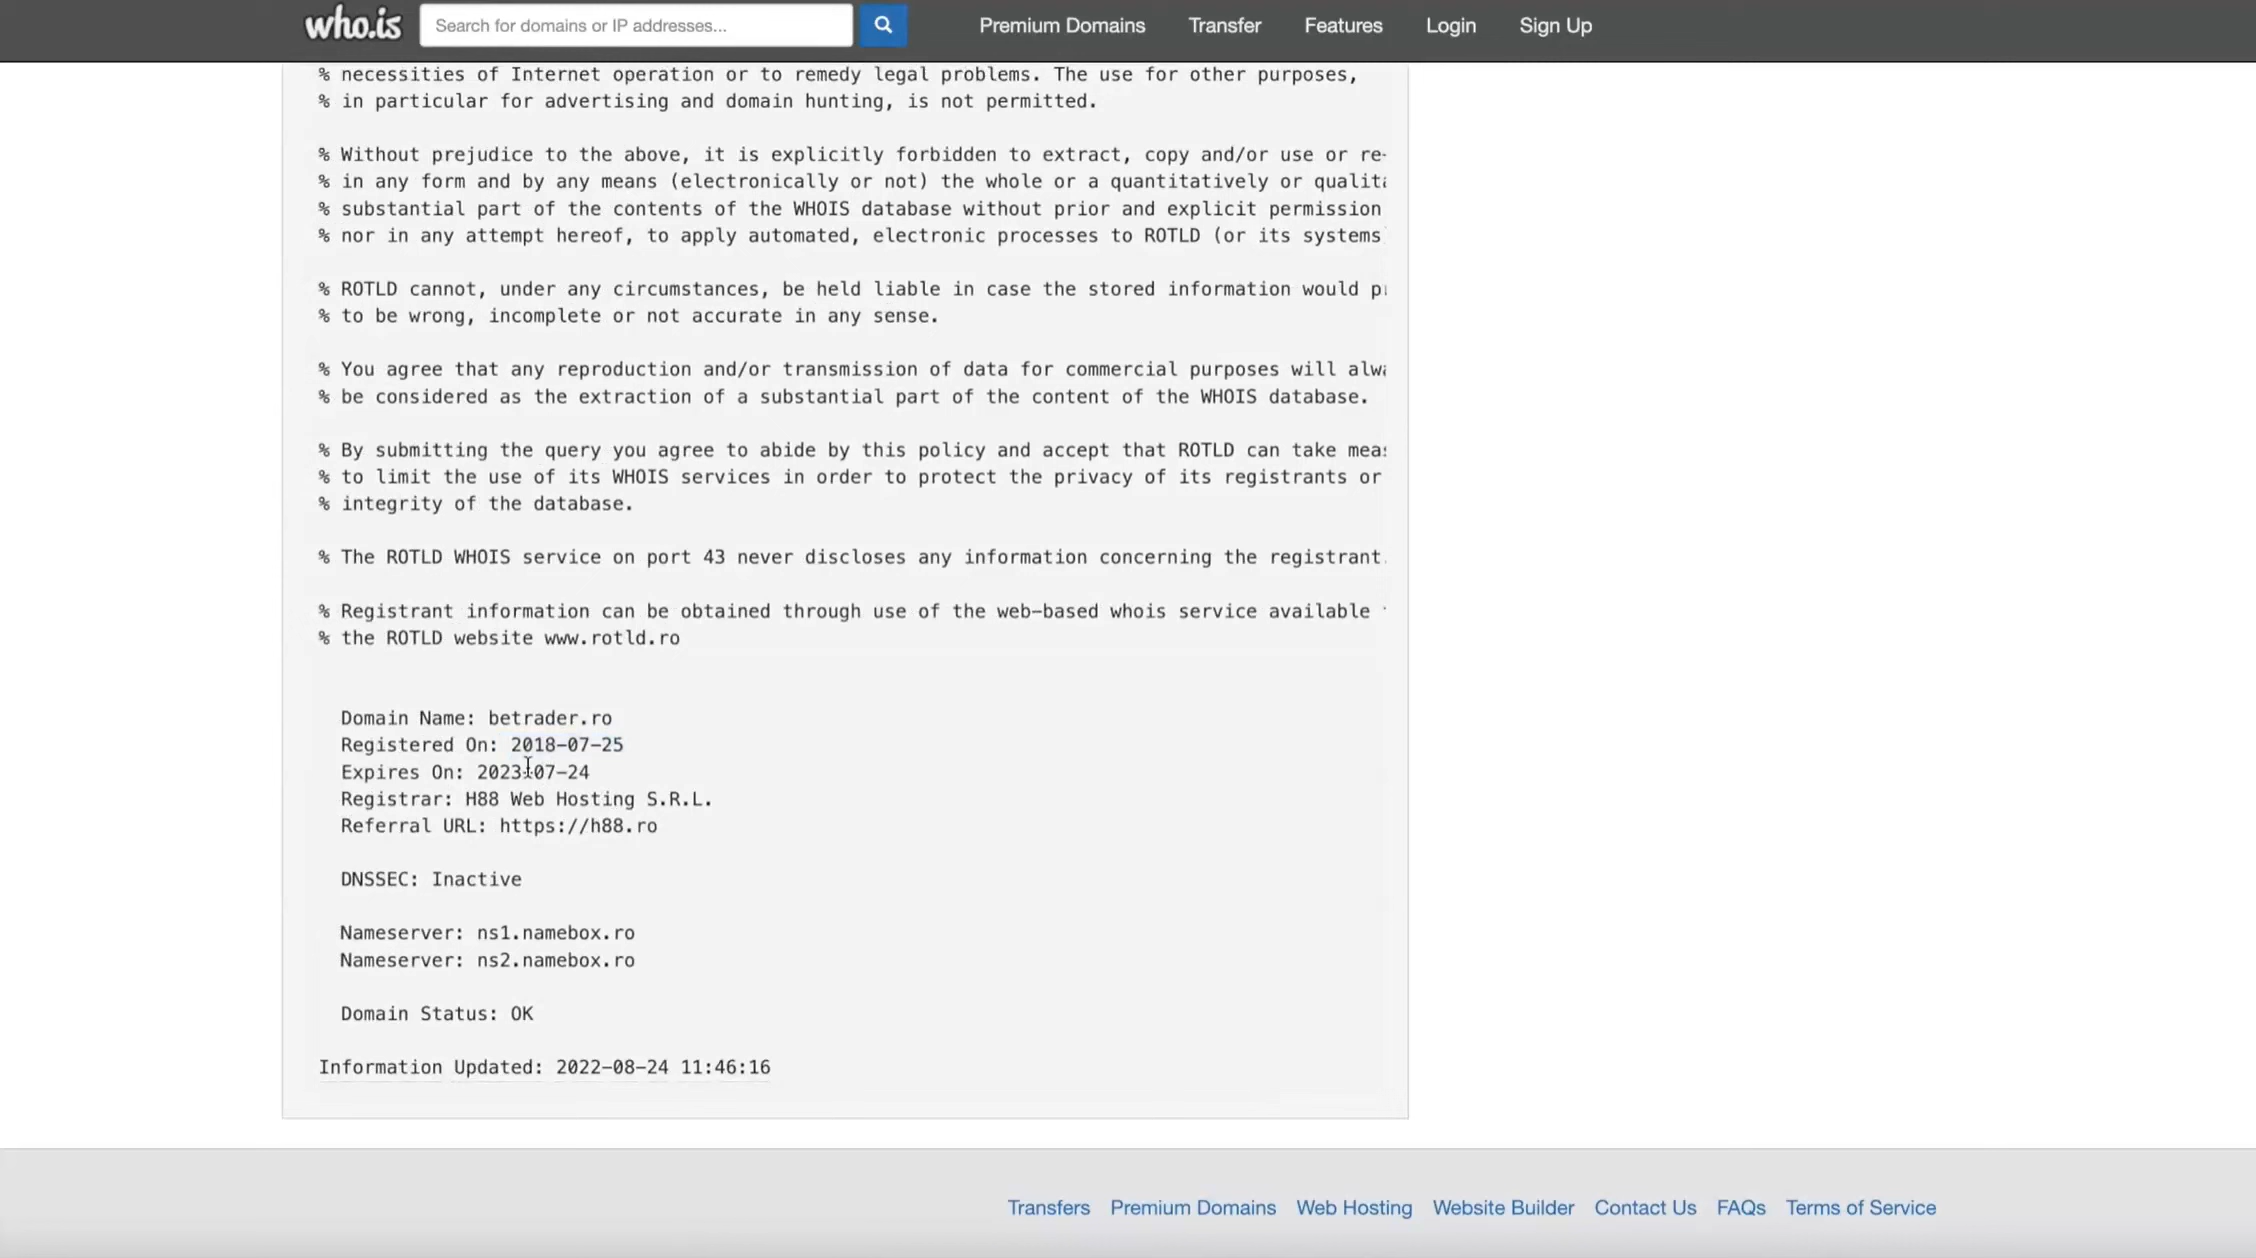 who.is Search for domains or IP addresses... Premium Domains Transfer Features Login Sign Up
% necessities of Internet operation or to remedy legal problems. The use for other purposes,
% in particular for advertising and domain hunting, is not permitted.
% Without prejudice to the above, it is explicitly forbidden to extract, copy and/or use or re-
% in any form and by any means (electronically or not) the whole or a quantitatively or
% substantial part of the contents of the WHOIS database without prior and explicit permission
% nor in any attempt hereof, to apply automated, electronic processes to ROTLD (or its systems
% ROTLD cannot, under any circumstances, be held liable in case the stored information would
% to be wrong, incomplete or not accurate in any sense.
% You agree that any reproduction and/or transmission of data for commercial purposes will
% be considered as the extraction of a substantial part of the content of the WHOIS database.
% By submitting the query you agree to abide by this policy and accept that ROTLD can take
% to limit the use of its WHOIS services in order to protect the privacy of its registrants or
% integrity of the database.
% The ROTLD WHOIS service on port 43 never discloses any information concerning the registrant.
% Registrant information can be obtained through use of the web-based whois service available
% the ROTLD website www.rotld.ro
Domain Name: betrader.ro
Registered On: 2018-07-25
Expires On: 2023-07-24
Registrar: H88 Web Hosting S.R.L.
Referral URL: https://h88.ro
DNSSEC: Inactive
Nameserver: ns1.namebox.ro
Nameserver: ns2.namebox.ro
Domain Status: OK
Information Updated: 2022-08-24 11:46:16
Transfers Premium Domains Web Hosting Website Builder Contact Us FAQs Terms of Service